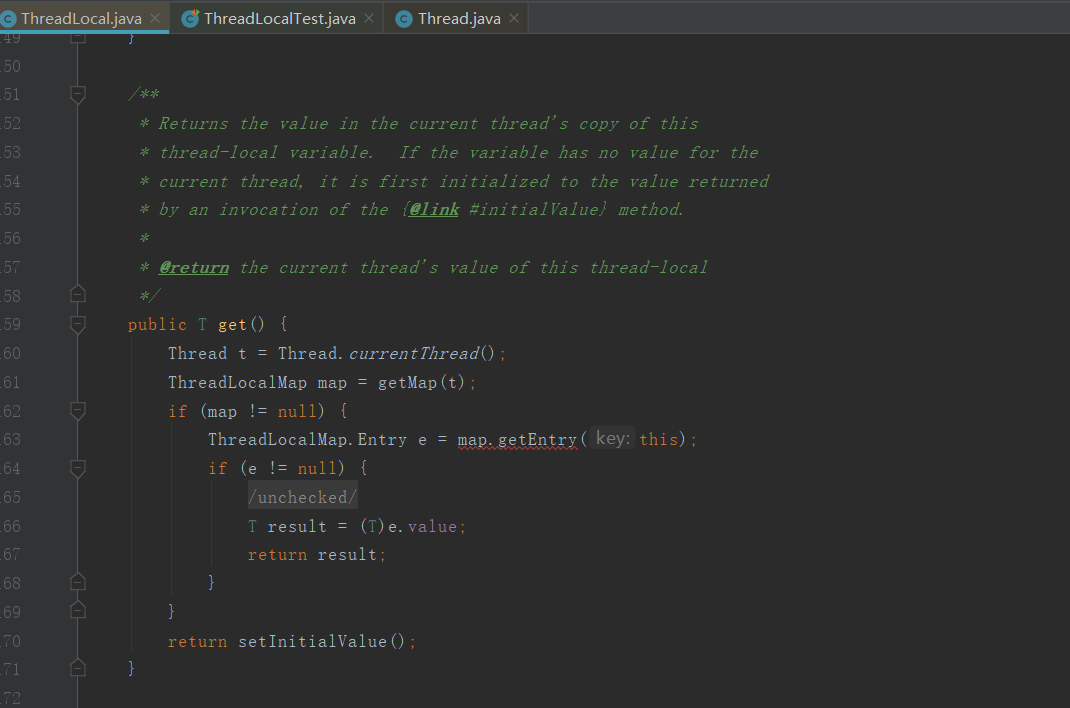 ThreadLocal.java × ThreadLocalTest.java × Thread.java ×
49 }
50
51 /**
52 * Returns the value in the current thread's copy of this
53 * thread-local variable.  If the variable has no value for the
54 * current thread, it is first initialized to the value returned
55 * by an invocation of the {@link #initialValue} method.
56 *
57 * @return the current thread's value of this thread-local
58 */
59 public T get() {
60 Thread t = Thread.currentThread();
61 ThreadLocalMap map = getMap(t);
62 if (map != null) {
63 ThreadLocalMap.Entry e = map.getEntry( key: this);
64 if (e != null) {
65 /unchecked/
66 T result = (T)e.value;
67 return result;
68 }
69 }
70 return setInitialValue();
71 }
72